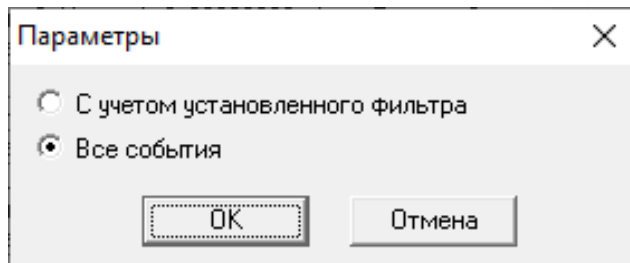 Параметры
С учетом установленного фильтра
Все события
OK
Отмена